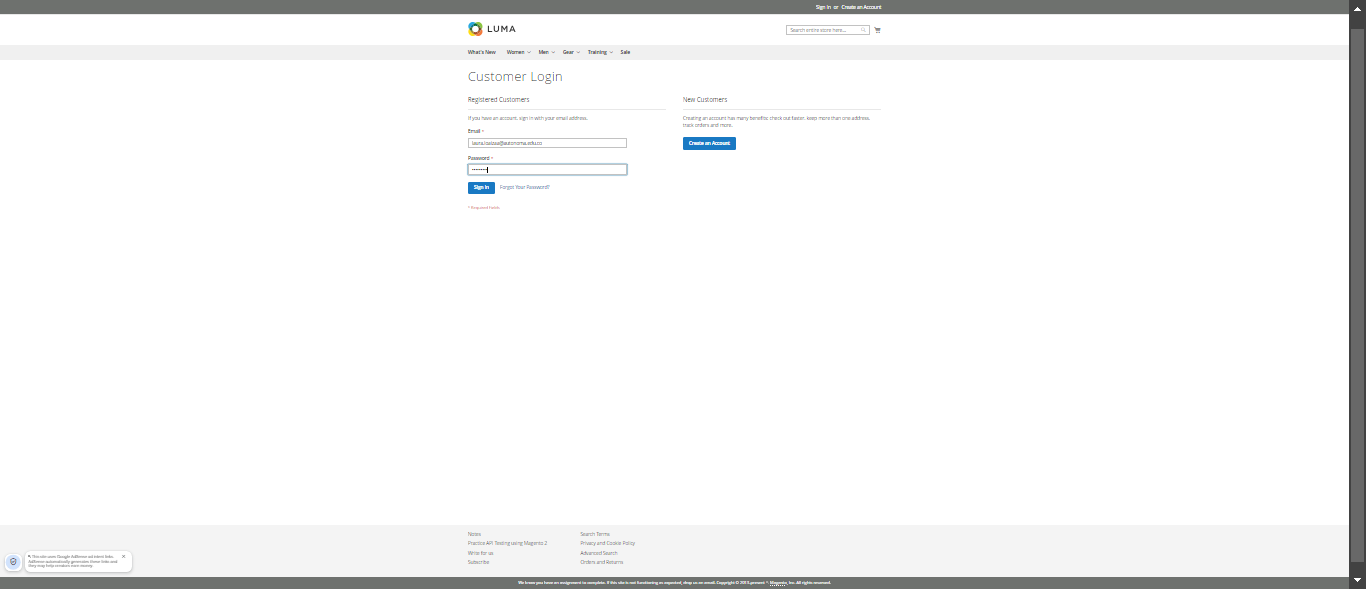 Sign In or Create an Account
LUMA
Search entire store here...
What's New Women Men Gear Training Sale
Customer Login
Registered Customers
If you have an account, sign in with your email address.
Email *
Password *
Sign In Forgot Your Password?
* Required Fields
New Customers
Creating an account has many benefits: check out faster, keep more than one address,
track orders and more.
Create an Account
Notes
Practice API Testing using Magento 2
Write for us
Subscribe
Search Terms
Privacy and Cookie Policy
Advanced Search
Orders and Returns
This site uses Google AdSense ad intent links.
AdSense automatically generates these links and
they may help creators earn money.
We know you have an assignment to complete. If this site is not functioning as expected, drop us an email. Copyright © 2013-present Magento, Inc. All rights reserved.